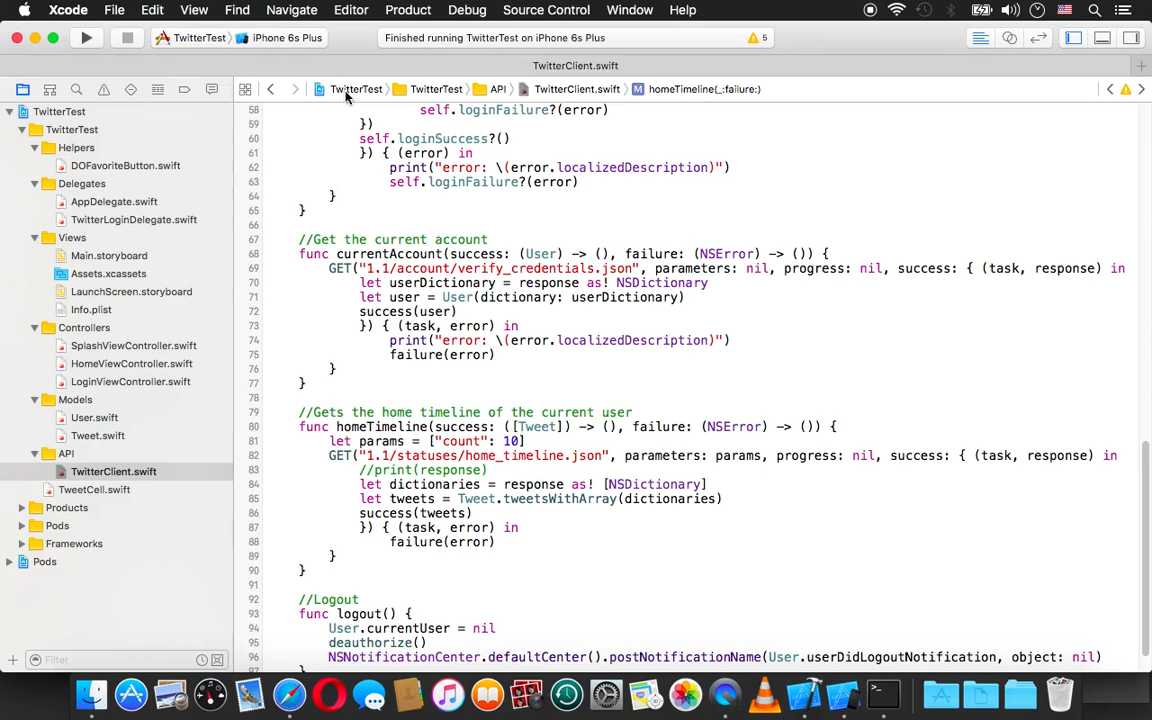 Xcode File Edit View Find Navigate Editor Product Debug Source Control Window Help
TwitterTest iPhone 6s Plus Finished running TwitterTest on iPhone 6s Plus 5
TwitterClient.swift
TwitterTest TwitterTest API TwitterClient.swift M homeTimeline(_:failure:)
TwitterTest
TwitterTest
Helpers
DOFavoriteButton.swift
Delegates
AppDelegate.swift
TwitterLoginDelegate.swift
Views
Main.storyboard
Assets.xcassets
LaunchScreen.storyboard
Info.plist
Controllers
SplashViewController.swift
HomeViewController.swift
LoginViewController.swift
Models
User.swift
Tweet.swift
API
TwitterClient.swift
TweetCell.swift
Products
Pods
Frameworks
Pods
Filter
58 self.loginFailure?(error)
59 })
60 self.loginSuccess?()
61 }) { (error) in
62 print("error: \(error.localizedDescription)")
63 self.loginFailure?(error)
64 }
65 }
66
67 //Get the current account
68 func currentAccount(success: (User) -> (), failure: (NSError) -> ()) {
69 GET("1.1/account/verify_credentials.json", parameters: nil, progress: nil, success: { (task, response) in
70 let userDictionary = response as! NSDictionary
71 let user = User(dictionary: userDictionary)
72 success(user)
73 }) { (task, error) in
74 print("error: \(error.localizedDescription)")
75 failure(error)
76 }
77 }
78
79 //Gets the home timeline of the current user
80 func homeTimeline(success: ([Tweet]) -> (), failure: (NSError) -> ()) {
81 let params = ["count": 10]
82 GET("1.1/statuses/home_timeline.json", parameters: params, progress: nil, success: { (task, response) in
83 //print(response)
84 let dictionaries = response as! [NSDictionary]
85 let tweets = Tweet.tweetsWithArray(dictionaries)
86 success(tweets)
87 }) { (task, error) in
88 failure(error)
89 }
90 }
91
92 //Logout
93 func logout() {
94 User.currentUser = nil
95 deauthorize()
96 NSNotificationCenter.defaultCenter().postNotificationName(User.userDidLogoutNotification, object: nil)
97 }